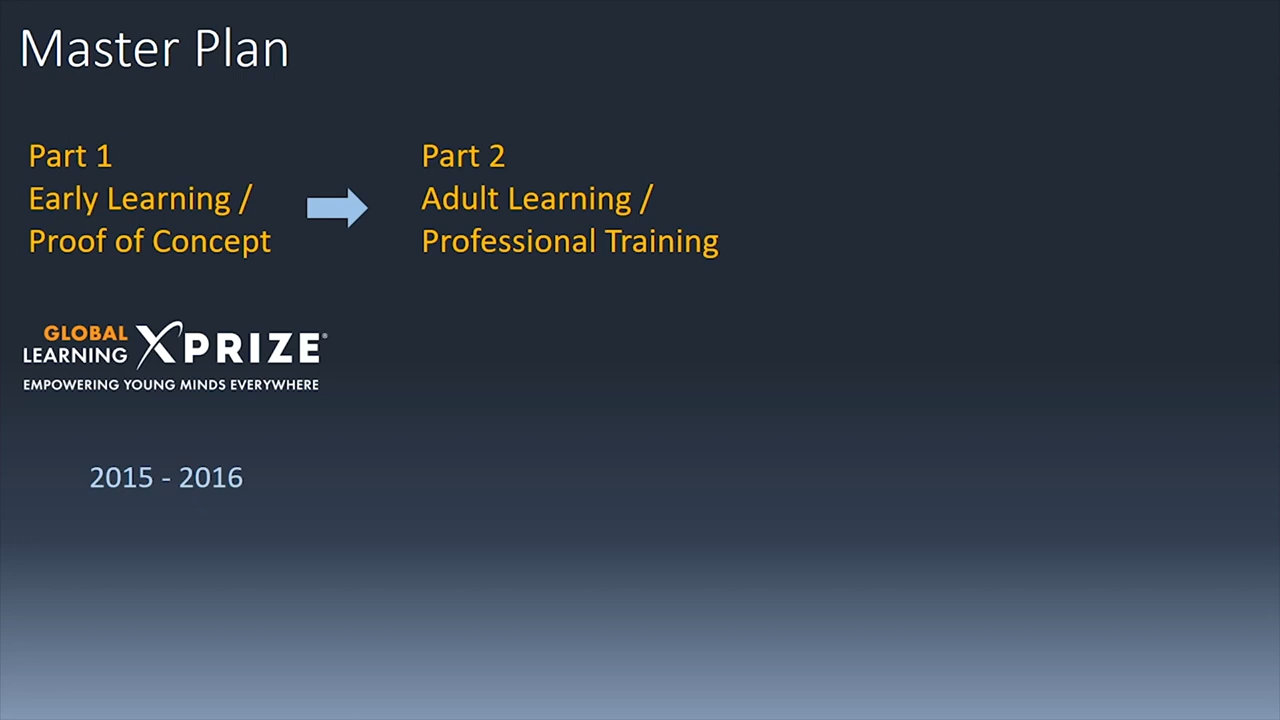 Master Plan
Part 1
Early Learning /
Proof of Concept
Part 2
Adult Learning /
Professional Training
GLOBAL
LEARNING
XPRIZE®
EMPOWERING YOUNG MINDS EVERYWHERE
2015 - 2016